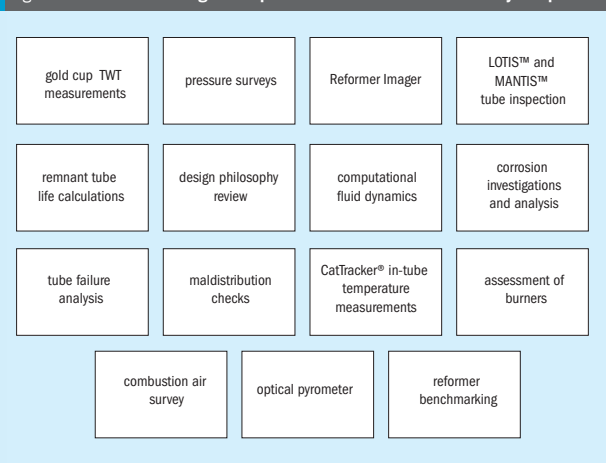 gold cup TWT
measurements
pressure surveys
Reformer Imager
LOTIS™ and
MANTIS™
tube inspection
remnant tube
life calculations
design philosophy
review
computational
fluid dynamics
corrosion
investigations
and analysis
tube failure
analysis
maldistribution
checks
CatTracker® in-tube
temperature
measurements
assessment of
burners
combustion air
survey
optical pyrometer
reformer
benchmarking